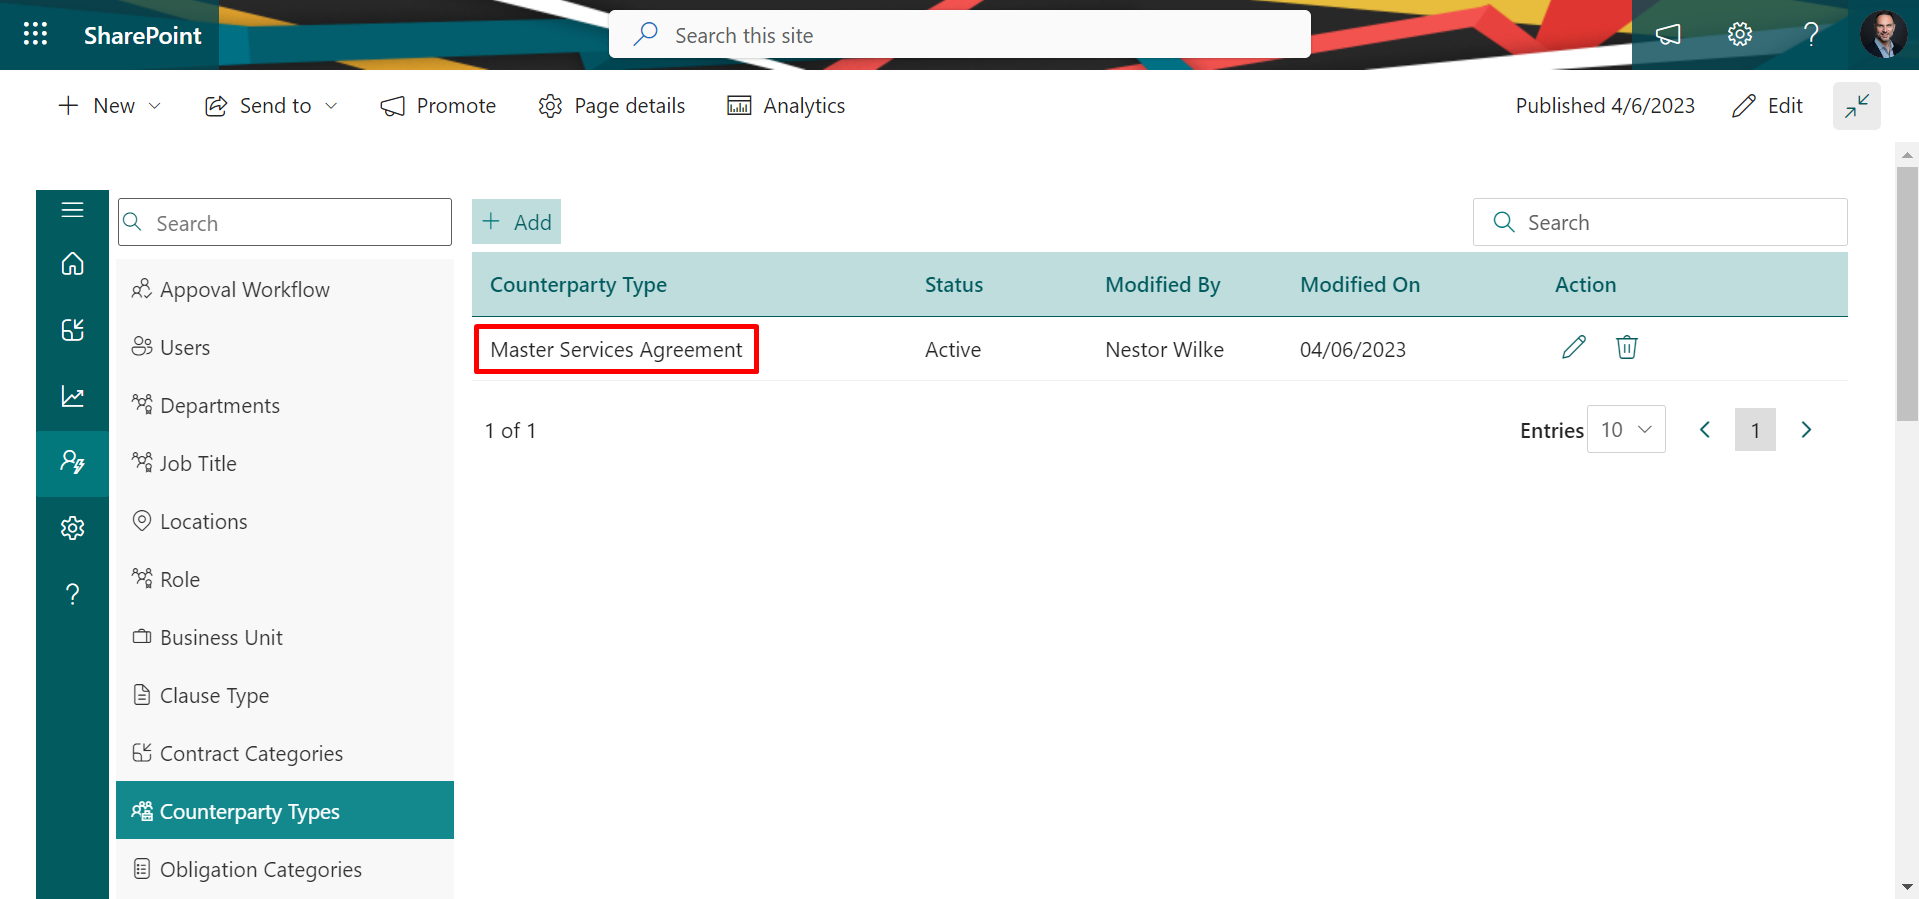 SharePoint
Search this site
New
Send to
Promote
Page details
Analytics
Published 4/6/2023
Edit
Search
Appoval Workflow
Users
Departments
Job Title
Locations
Role
Business Unit
Clause Type
Contract Categories
Counterparty Types
Obligation Categories
Add
Search
Counterparty Type Status Modified By Modified On Action
Master Services Agreement Active Nestor Wilke 04/06/2023
1 of 1
Entries 10 1